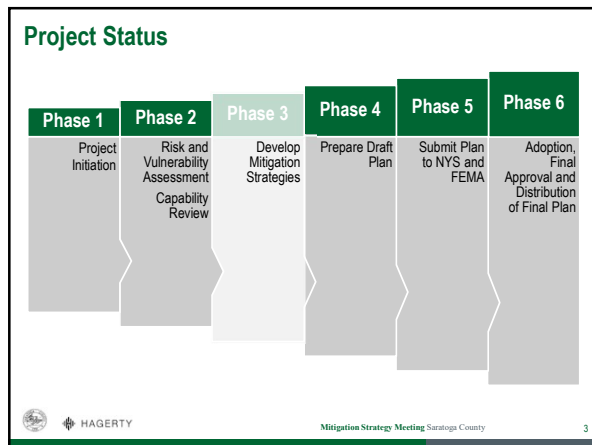 Project Status
Phase 1
Project
Initiation
Phase 2
Risk and
Vulnerability
Assessment
Capability
Review
Phase 3
Develop
Mitigation
Strategies
Phase 4
Prepare Draft
Plan
Phase 5
Submit Plan
to NYS and
FEMA
Phase 6
Adoption,
Final
Approval and
Distribution
of Final Plan
HAGERTY
Mitigation Strategy Meeting Saratoga County
3